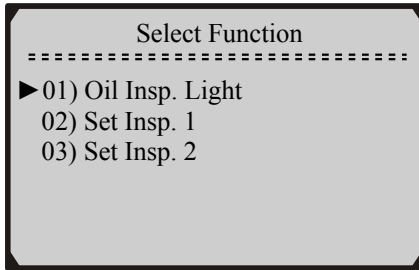 Select Function
►01) Oil Insp. Light
02) Set Insp. 1
03) Set Insp. 2